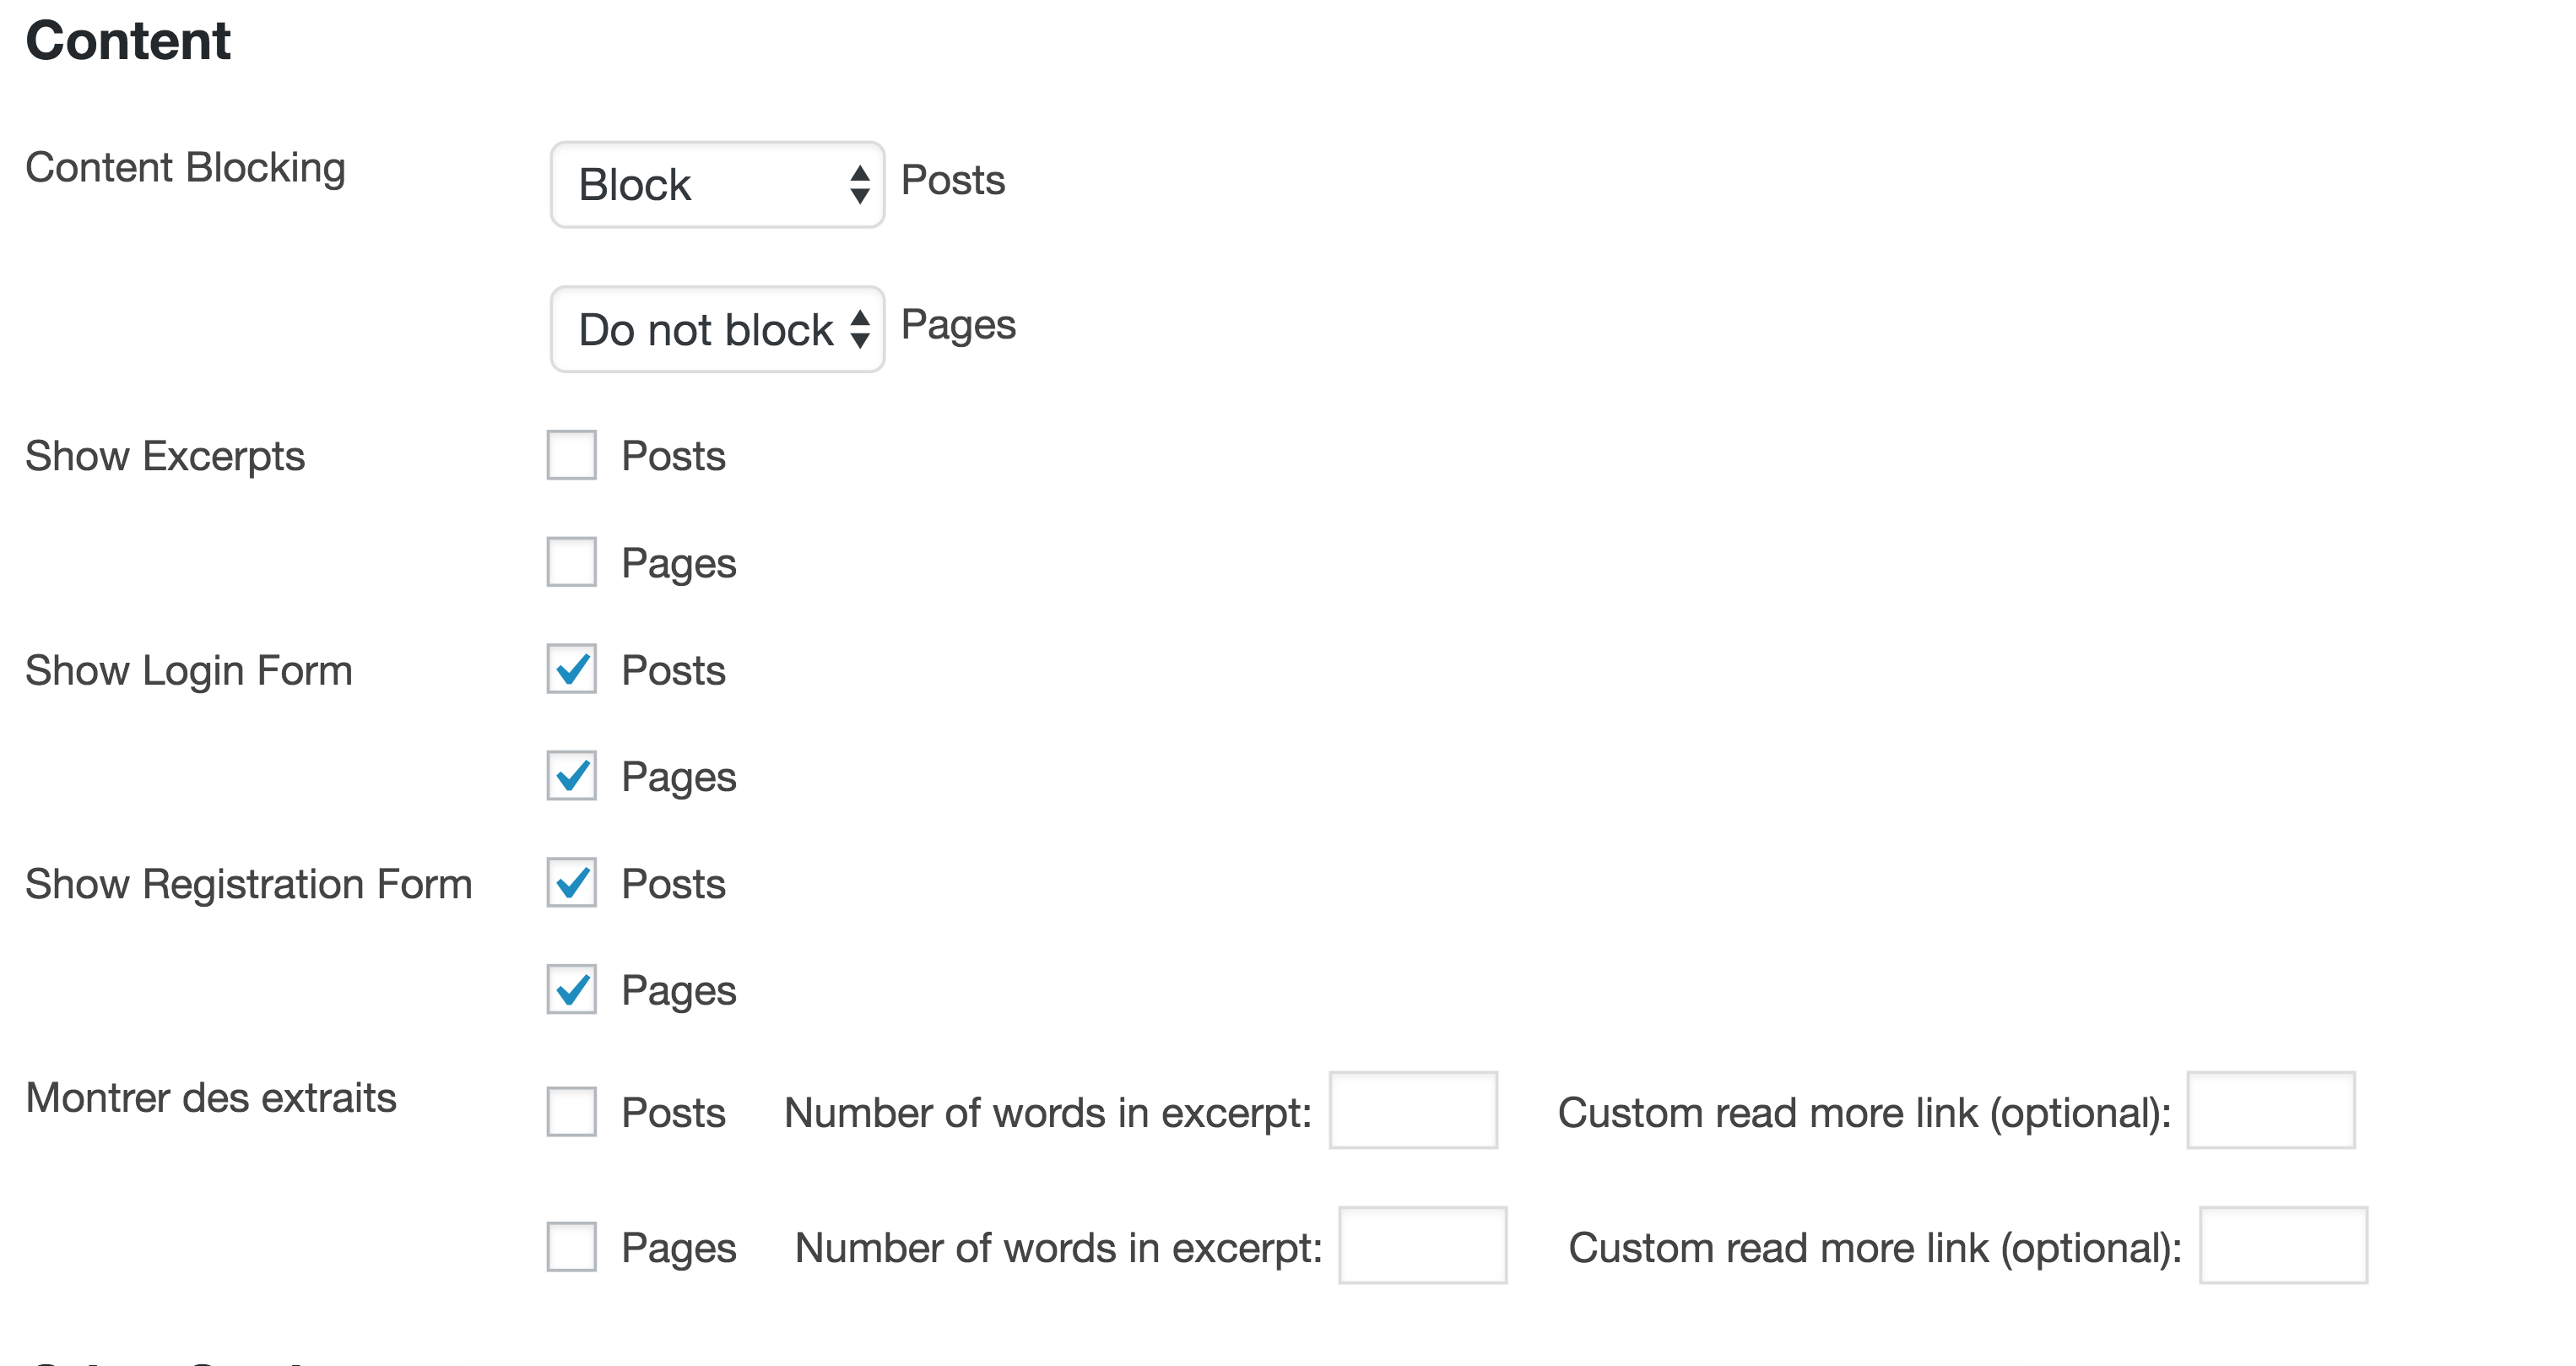 Content
Content Blocking
Block Posts
Do not block Pages
Show Excerpts
Posts
Pages
Show Login Form
Posts
Pages
Show Registration Form
Posts
Pages
Montrer des extraits
Posts Number of words in excerpt: Custom read more link (optional):
Pages Number of words in excerpt: Custom read more link (optional):